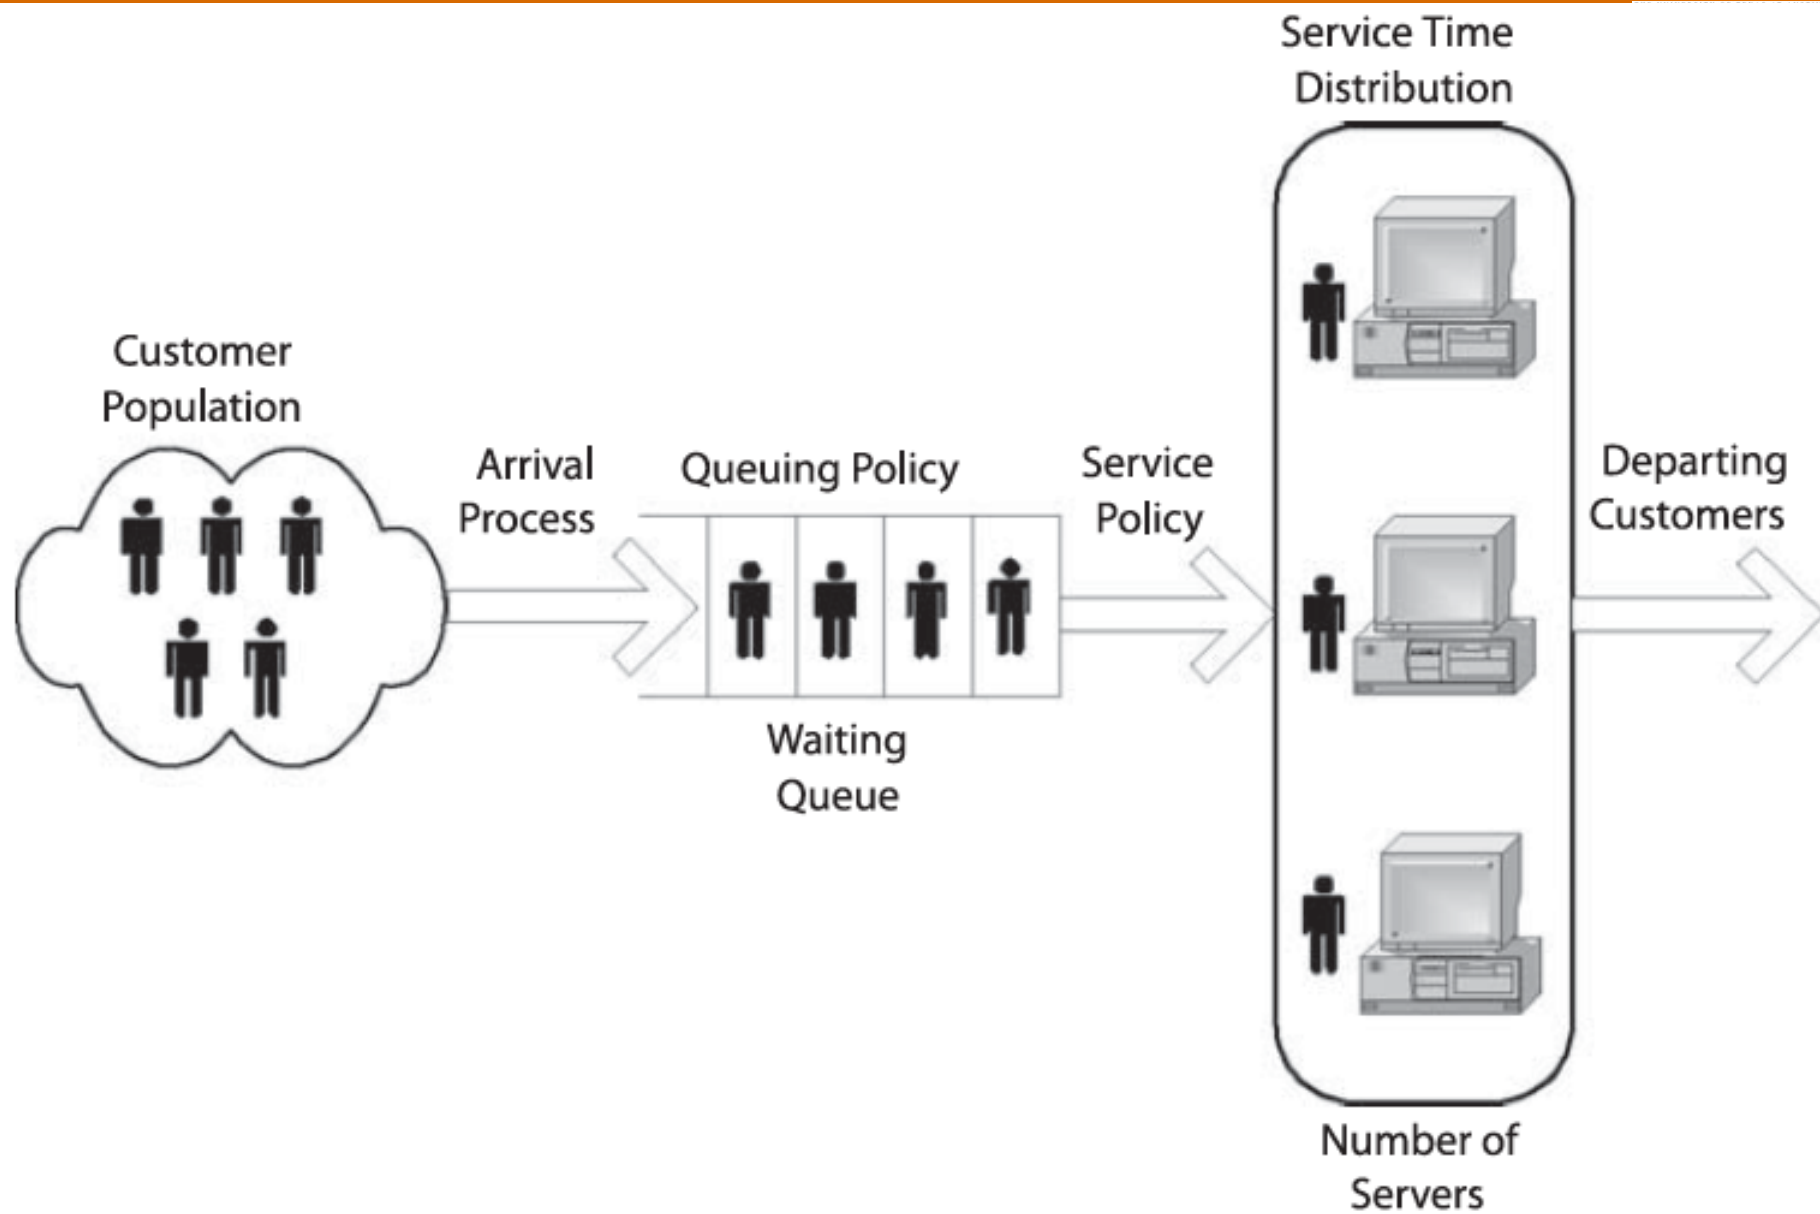 Service Time
Distribution
Customer
Population
Arrival
Process
Queuing Policy
Waiting
Queue
Service
Policy
Departing
Customers
Number of
Servers